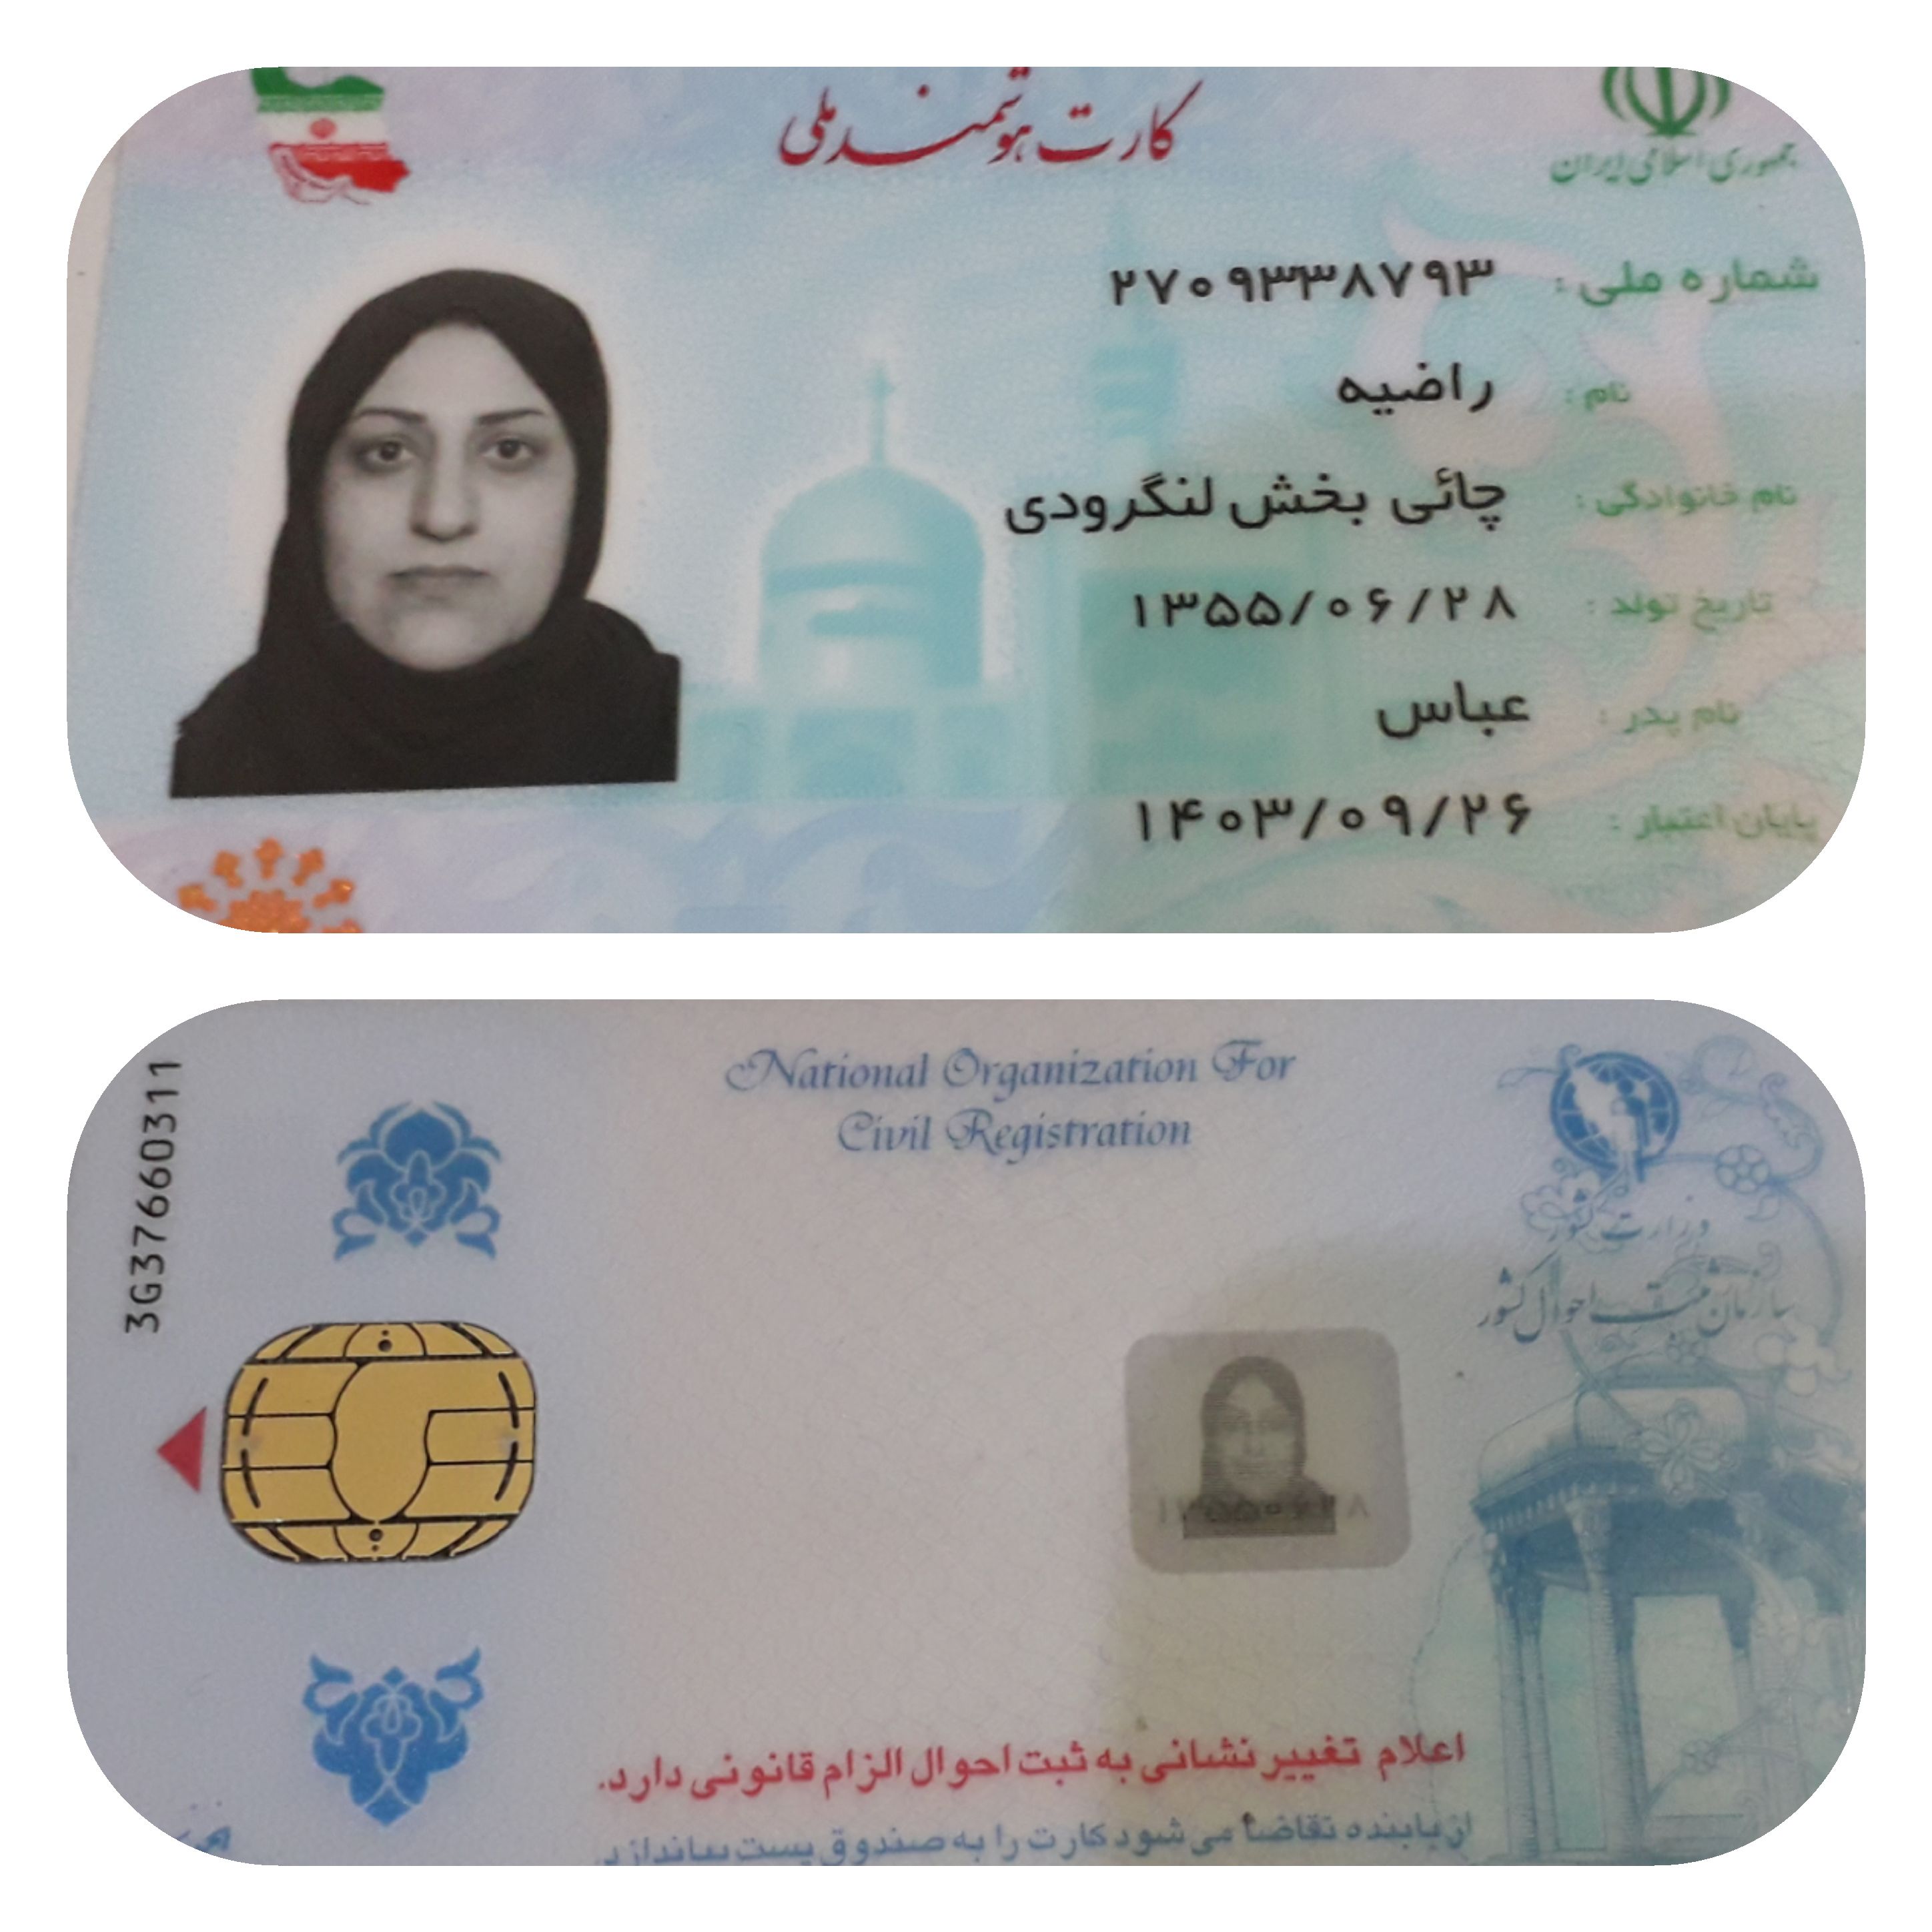 کارت هوشمند ملی
جمهوری اسلامی ایران
شماره ملی : ۲۷۰۹۳۳۸۷۹۳
نام : راضیه
نام خانوادگی : چائی بخش لنگرودی
تاریخ تولد : ۱۳۵۵/۰۶/۲۸
نام پدر : عباس
پایان اعتبار : ۱۴۰۳/۰۹/۲۶
3G37660311
National Organization For
Civil Registration
وزارت کشور
سازمان ثبت احوال کشور
۱۳۵۵۰۶۲۸
اعلام تغییر نشانی به ثبت احوال الزام قانونی دارد.
از یابنده تقاضا می شود کارت را به صندوق پست بیاندازد.